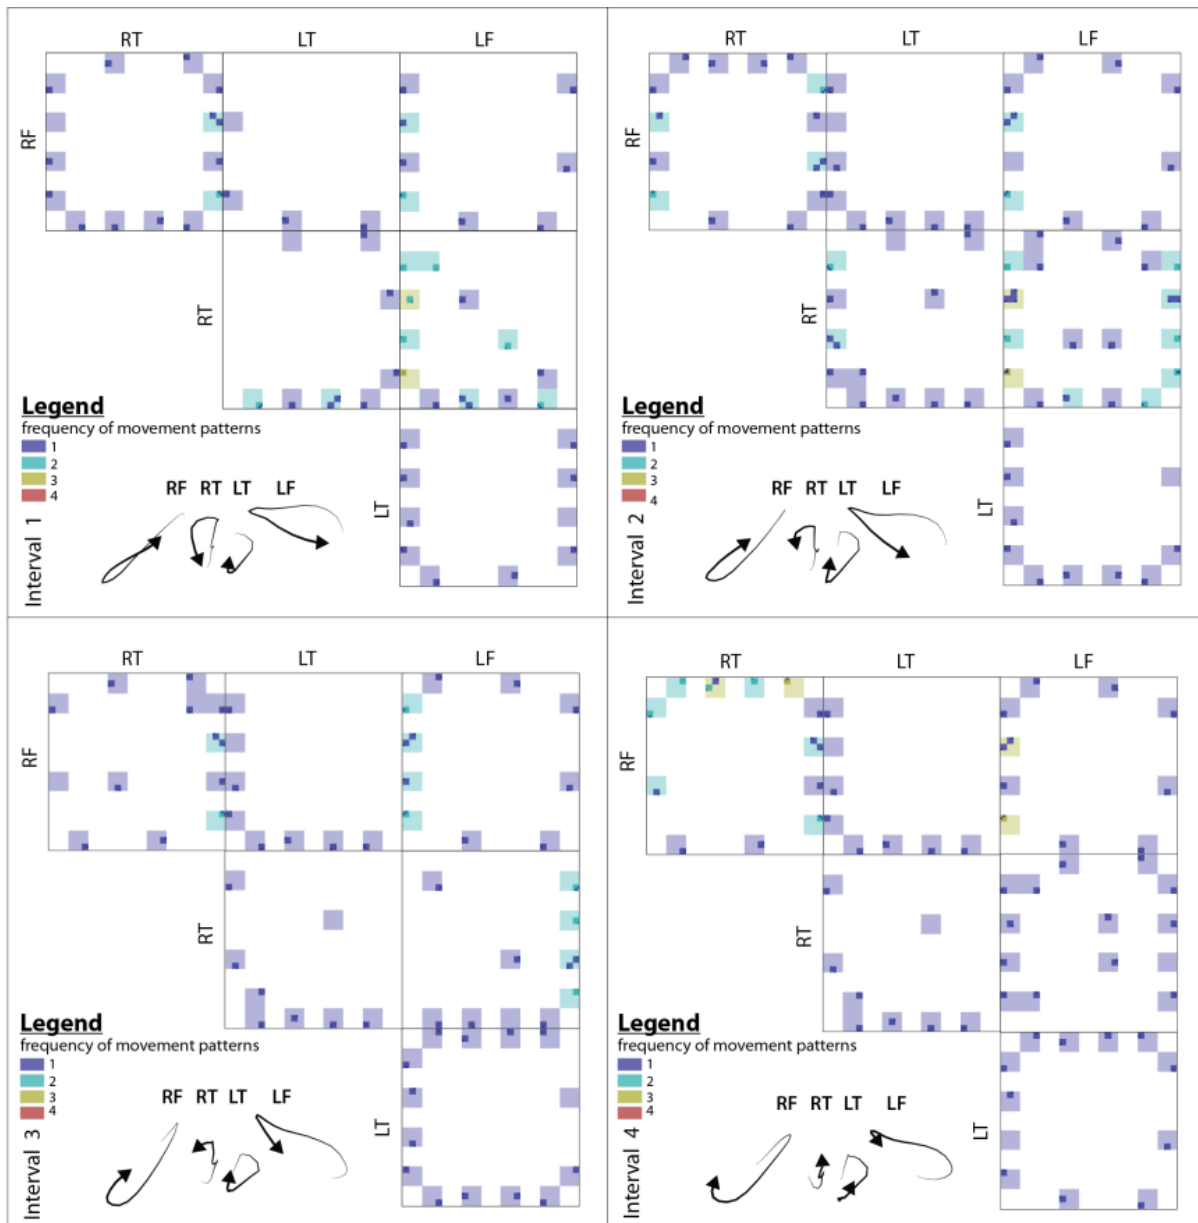 RT LT LF
RF
RT
LT
Legend
frequency of movement patterns
1
2
3
4
RF RT LT LF
Interval 1
RT LT LF
RF
RT
LT
Legend
frequency of movement patterns
1
2
3
4
RF RT LT LF
Interval 2
RT LT LF
RF
RT
LT
Legend
frequency of movement patterns
1
2
3
4
RF RT LT LF
Interval 3
RT LT LF
RF
RT
LT
Legend
frequency of movement patterns
1
2
3
4
RF RT LT LF
Interval 4